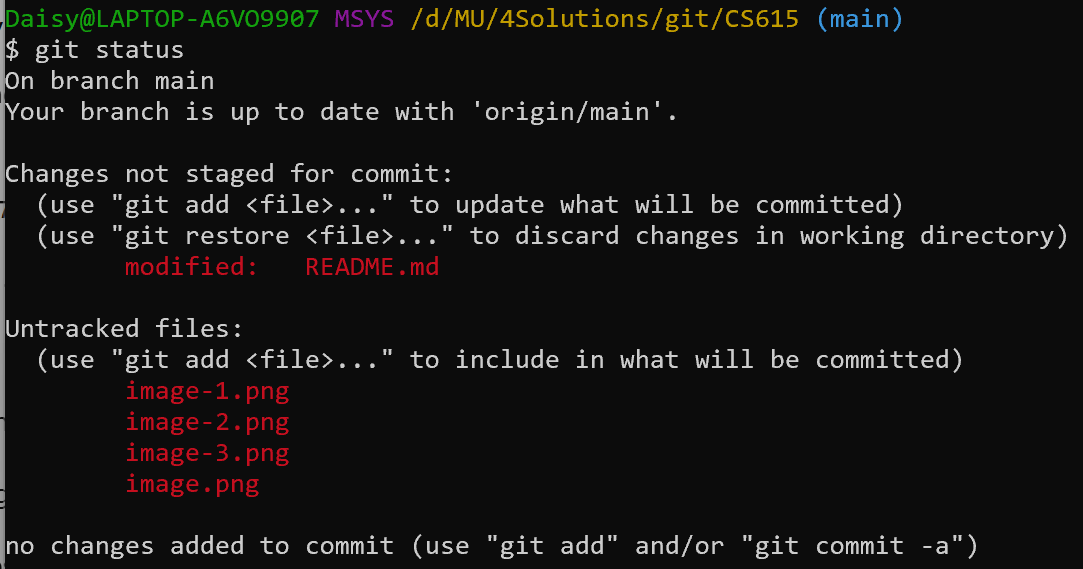 Daisy@LAPTOP-A6VO9907 MSYS /d/MU/4Solutions/git/CS615 (main)
$ git status
On branch main
Your branch is up to date with 'origin/main'.

Changes not staged for commit:
  (use "git add <file>..." to update what will be committed)
  (use "git restore <file>..." to discard changes in working directory)
        modified:   README.md

Untracked files:
  (use "git add <file>..." to include in what will be committed)
        image-1.png
        image-2.png
        image-3.png
        image.png

no changes added to commit (use "git add" and/or "git commit -a")